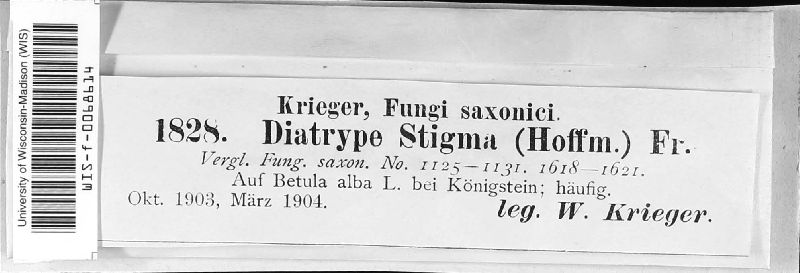 University of Wisconsin-Madison (WIS)
WIS-f-0068614
Krieger, Fungi saxonici.
1828. Diatrype Stigma (Hoffm.) Fr.
Vergl. Fung. saxon. No. 1125—1131. 1618—1621.
Auf Betula alba L. bei Königstein; häufig.
Okt. 1903, März 1904.
leg. W. Krieger.